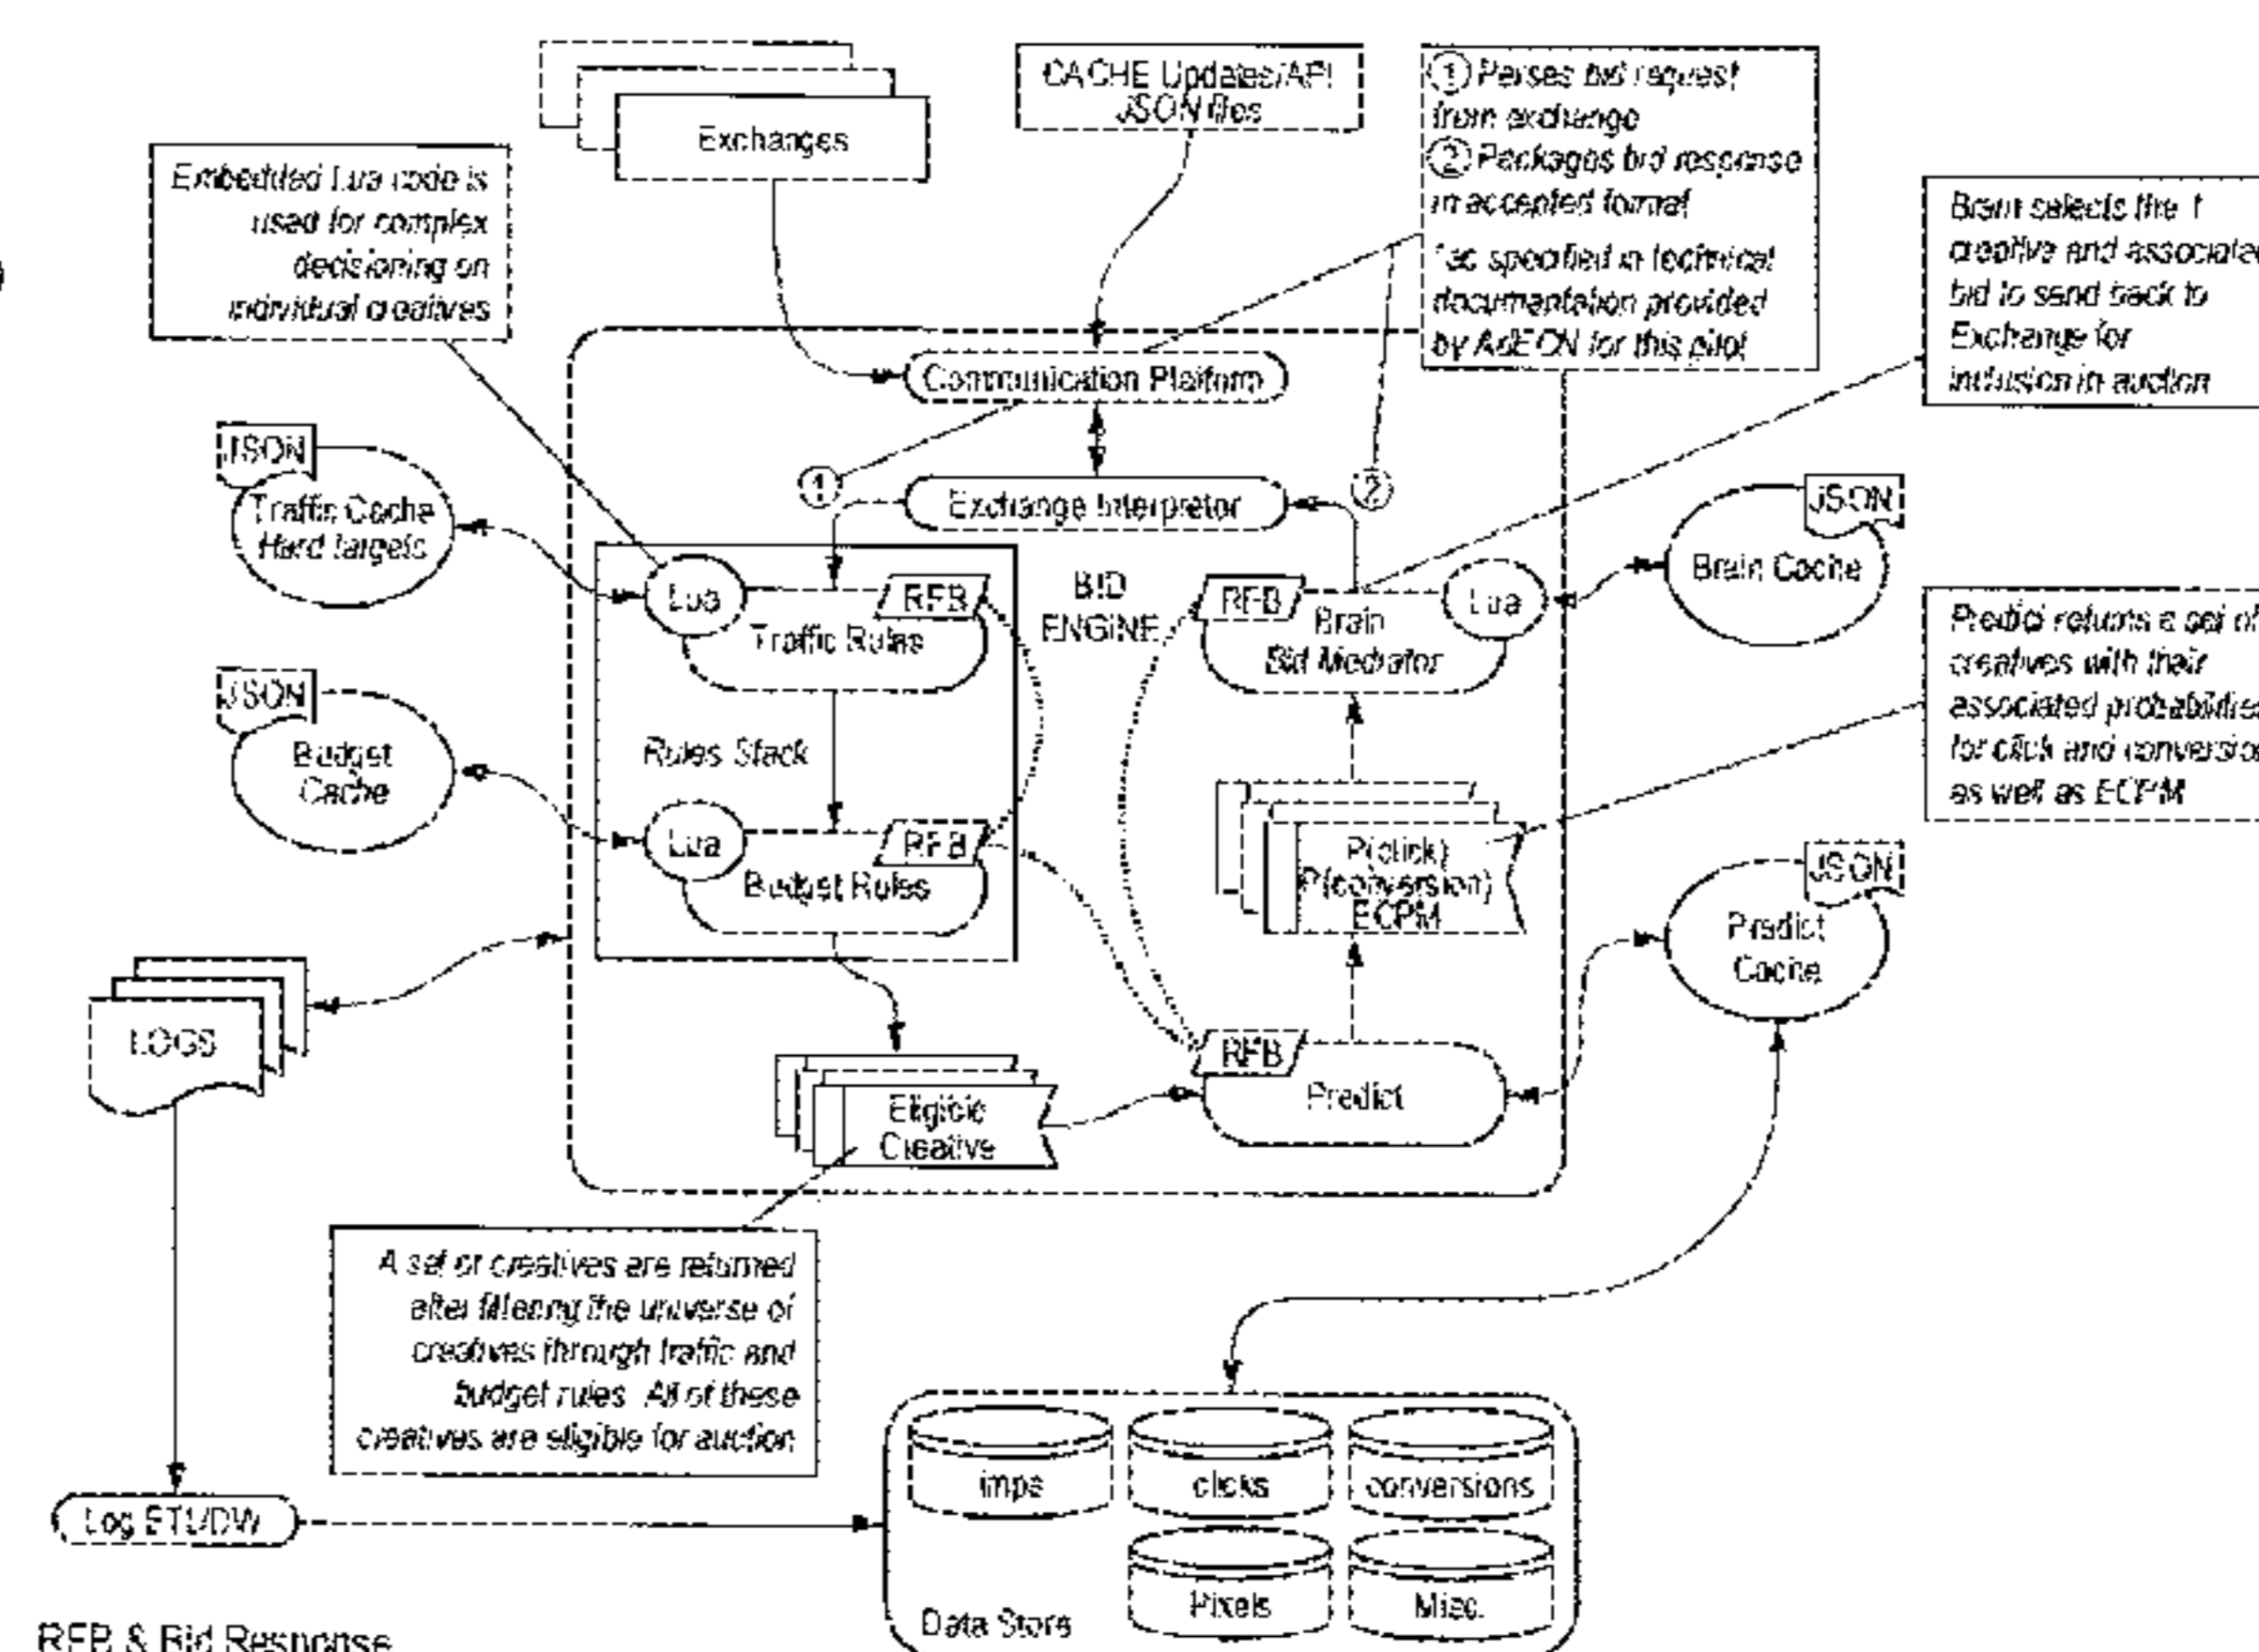 Exchanges
CACHE Updates/API
JSON files
① Parses bid request
from exchange
② Packages bid response
in accepted format
*as specified in technical
documentation provided
by AdECN for this pilot
Embedded Lua code is
used for complex
decisioning on
individual creatives
Brain selects the 1
creative and associated
bid to send back to
Exchange for
inclusion in auction
Communication Platform
1
Exchange Interpretor
2
JSON
Traffic Cache
Hard targets
Lua
RFB
Traffic Rules
BID
ENGINE
RFB
Brain
Bid Mediator
Lua
JSON
Brain Cache
Predict returns a set of
creatives with their
associated probabilities
for click and conversion
as well as ECPM
JSON
Budget
Cache
Rules Stack
Lua
RFB
Budget Rules
P(click)
P(conversion)
ECPM
JSON
Predict
Cache
LOGS
RFB
Predict
Eligible
Creative
A set of creatives are returned
after filtering the universe of
creatives through traffic and
budget rules. All of these
creatives are eligible for auction
Log ETL/DW
imps
clicks
conversions
Pixels
Misc.
Data Store
RFB & Bid Response